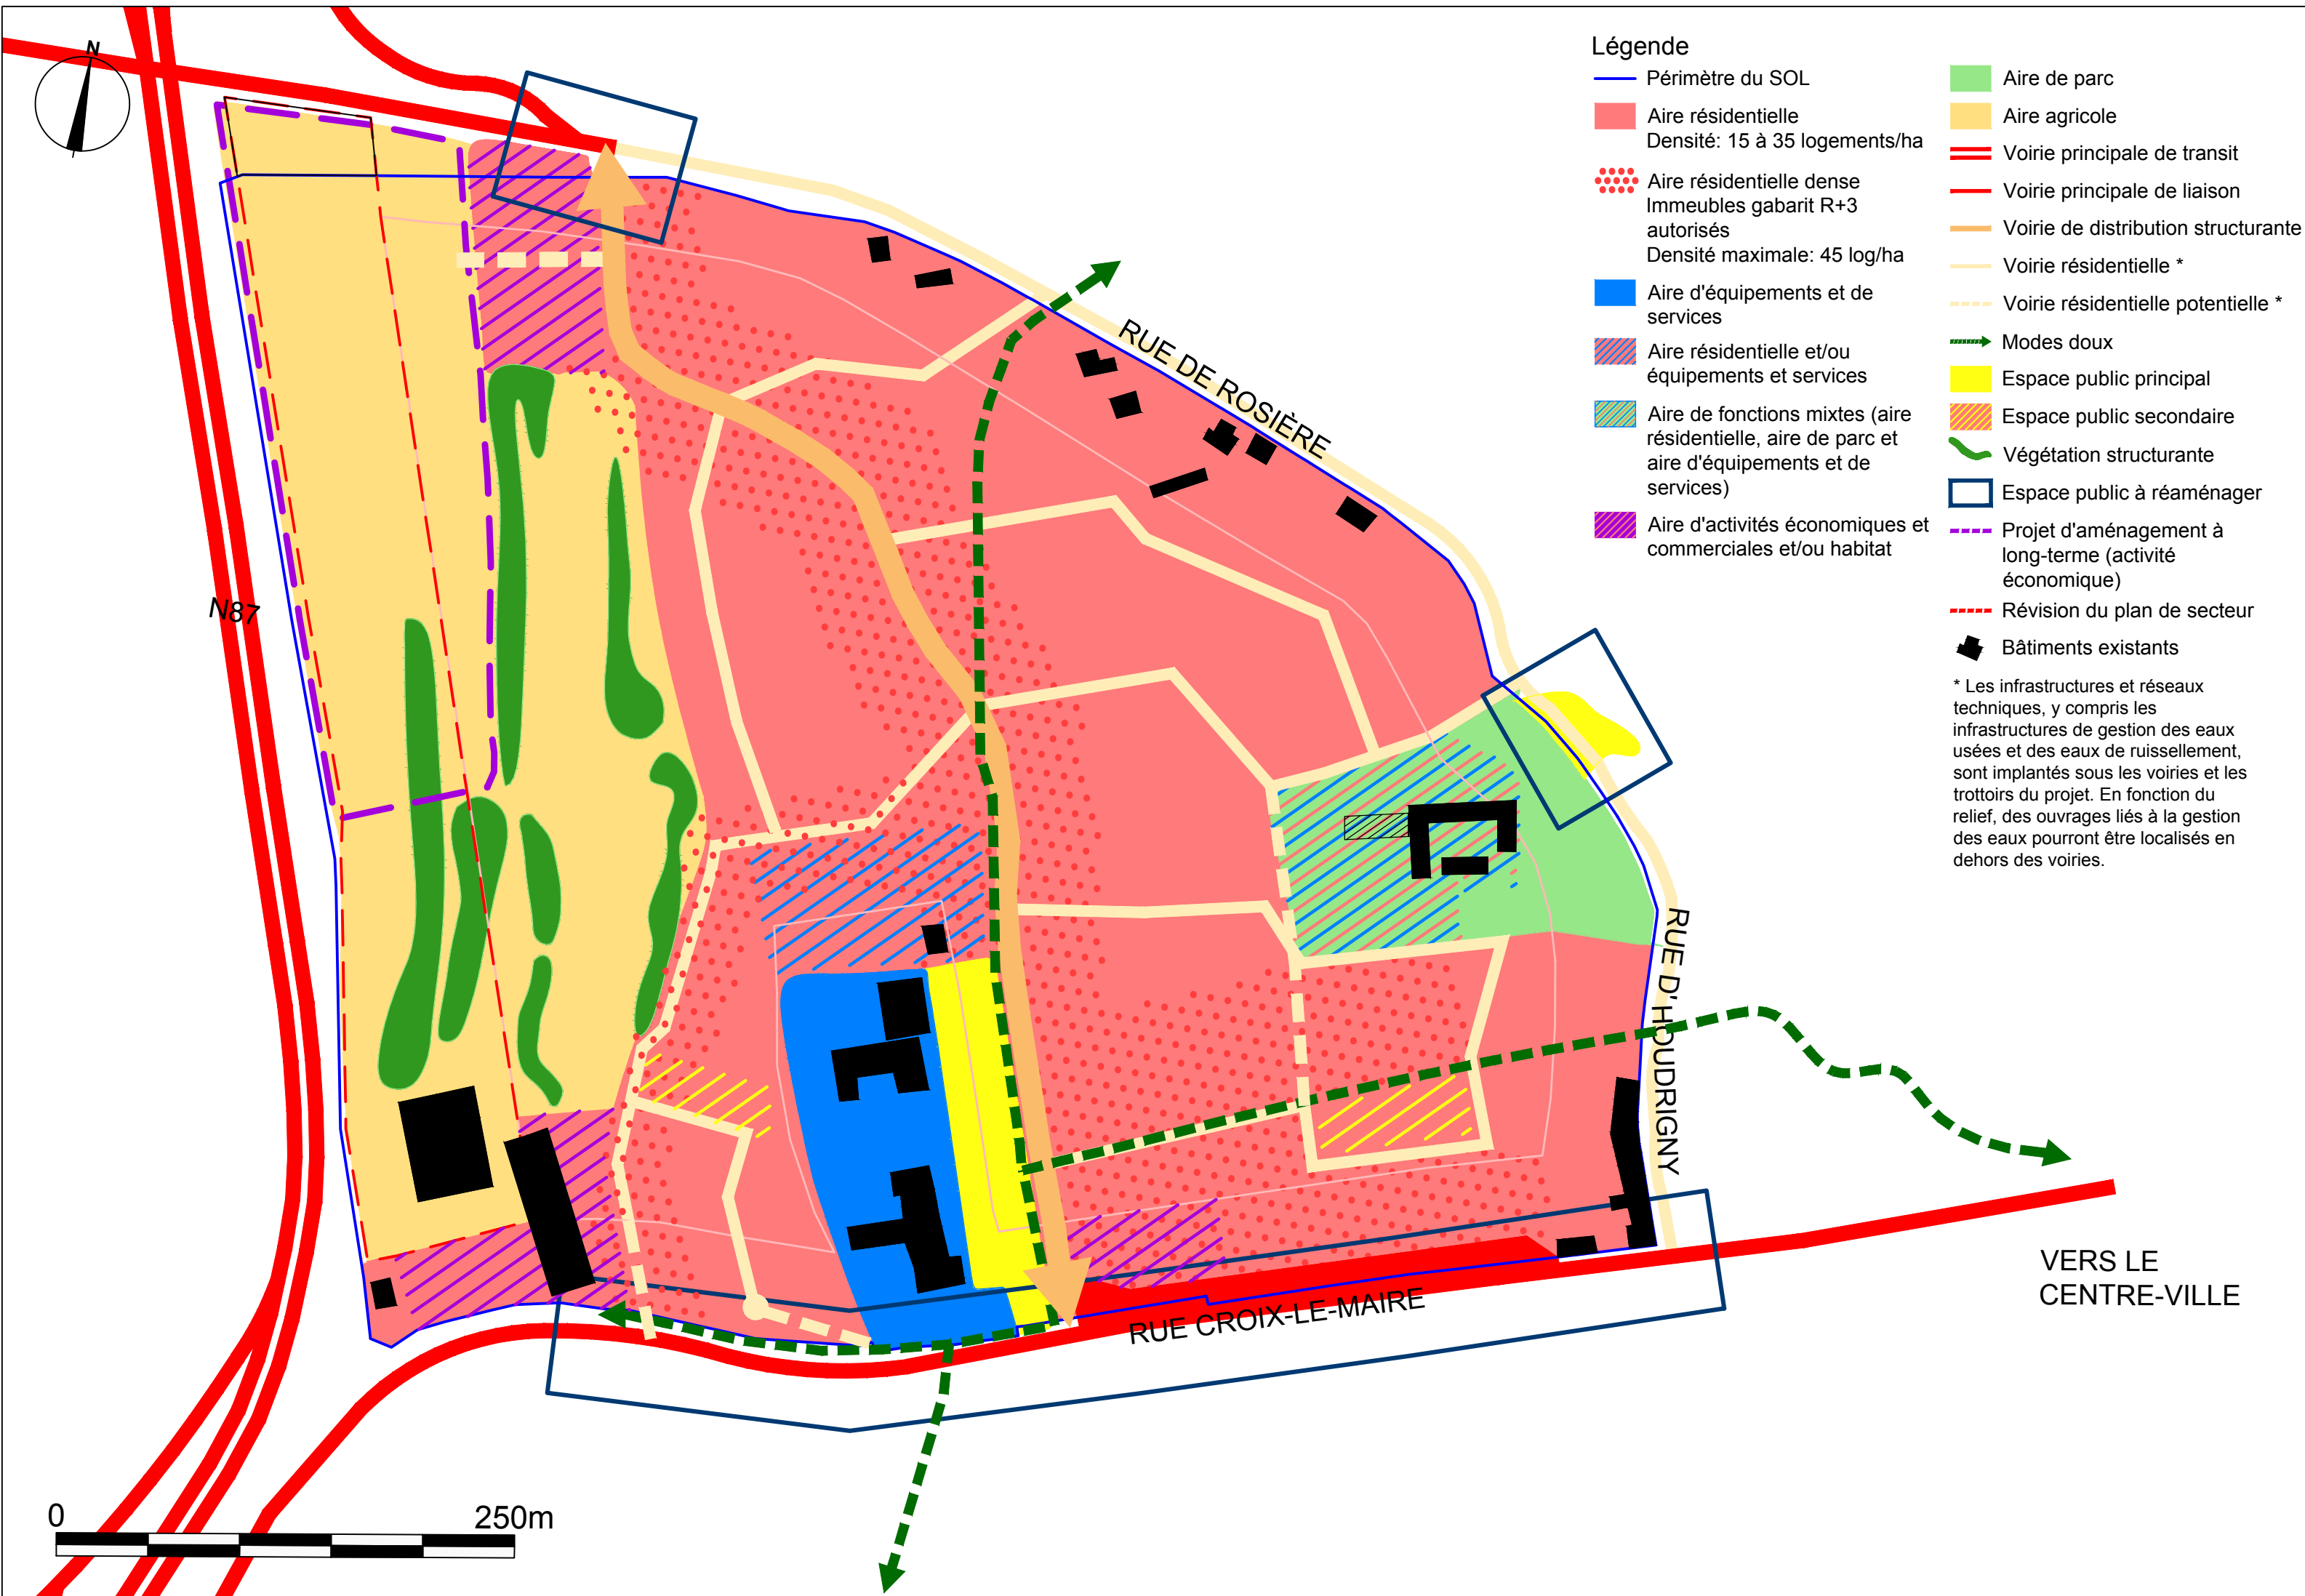 N
Légende
Périmètre du SOL
Aire résidentielle
Densité: 15 à 35 logements/ha
Aire résidentielle dense
Immeubles gabarit R+3
autorisés
Densité maximale: 45 log/ha
Aire d'équipements et de
services
Aire résidentielle et/ou
équipements et services
Aire de fonctions mixtes (aire
résidentielle, aire de parc et
aire d'équipements et de
services)
Aire d'activités économiques et
commerciales et/ou habitat
Aire de parc
Aire agricole
Voirie principale de transit
Voirie principale de liaison
Voirie de distribution structurante
Voirie résidentielle *
Voirie résidentielle potentielle *
Modes doux
Espace public principal
Espace public secondaire
Végétation structurante
Espace public à réaménager
Projet d'aménagement à
long-terme (activité
économique)
Révision du plan de secteur
Bâtiments existants
* Les infrastructures et réseaux
techniques, y compris les
infrastructures de gestion des eaux
usées et des eaux de ruissellement,
sont implantés sous les voiries et les
trottoirs du projet. En fonction du
relief, des ouvrages liés à la gestion
des eaux pourront être localisés en
dehors des voiries.
RUE DE ROSIÈRE
N87
RUE D'HOUDRIGNY
RUE CROIX-LE-MAIRE
VERS LE
CENTRE-VILLE
0
250m